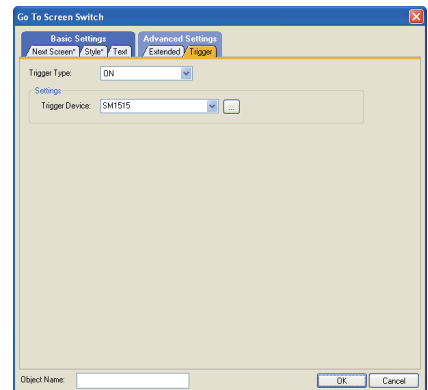 Go To Screen Switch
Basic Settings Advanced Settings
Next Screen* Style* Text Extended Trigger
Trigger Type: ON
Settings
Trigger Device: SM1515 ...
Object Name: OK Cancel